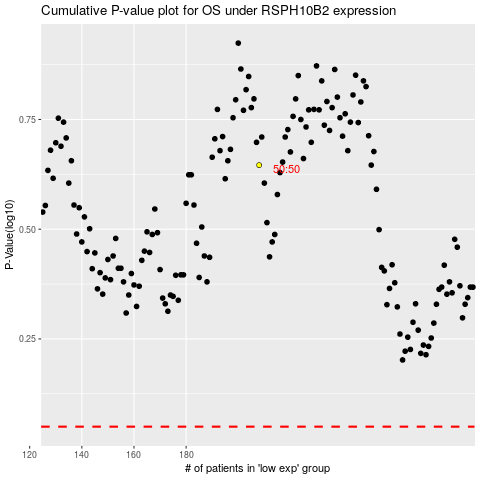 Cumulative P-value plot for OS under RSPH10B2 expression
P-Value(log10)
0.75
0.50
0.25
50:50
120 140 160 180
# of patients in 'low exp' group